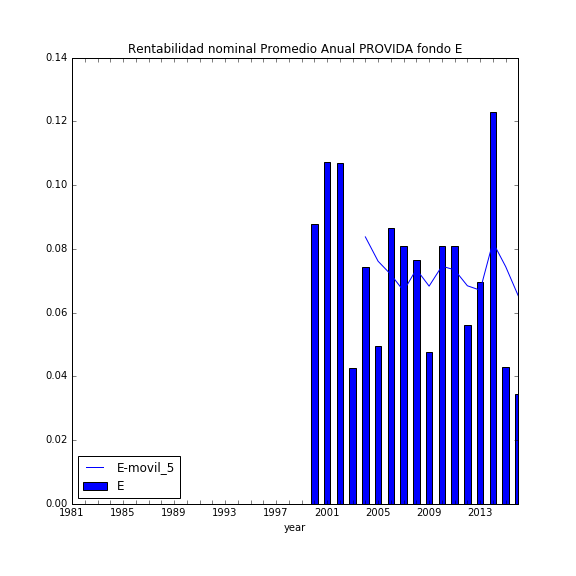 Rentabilidad nominal Promedio Anual PROVIDA fondo E
0.14
0.12
0.10
0.08
0.06
0.04
0.02
0.00
E-movil_5
E
1981 1985 1989 1993 1997 2001 2005 2009 2013
year